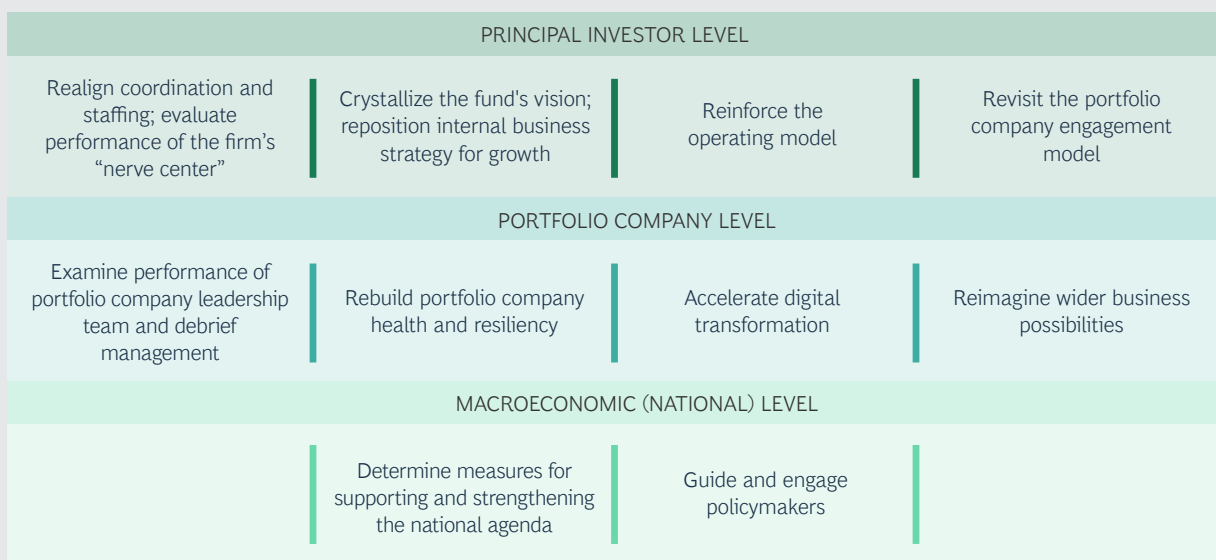 PRINCIPAL INVESTOR LEVEL
Realign coordination and
staffing; evaluate
performance of the firm’s
“nerve center”
Crystallize the fund's vision;
reposition internal business
strategy for growth
Reinforce the
operating model
Revisit the portfolio
company engagement
model
PORTFOLIO COMPANY LEVEL
Examine performance of
portfolio company leadership
team and debrief
management
Rebuild portfolio company
health and resiliency
Accelerate digital
transformation
Reimagine wider business
possibilities
MACROECONOMIC (NATIONAL) LEVEL
Determine measures for
supporting and strengthening
the national agenda
Guide and engage
policymakers